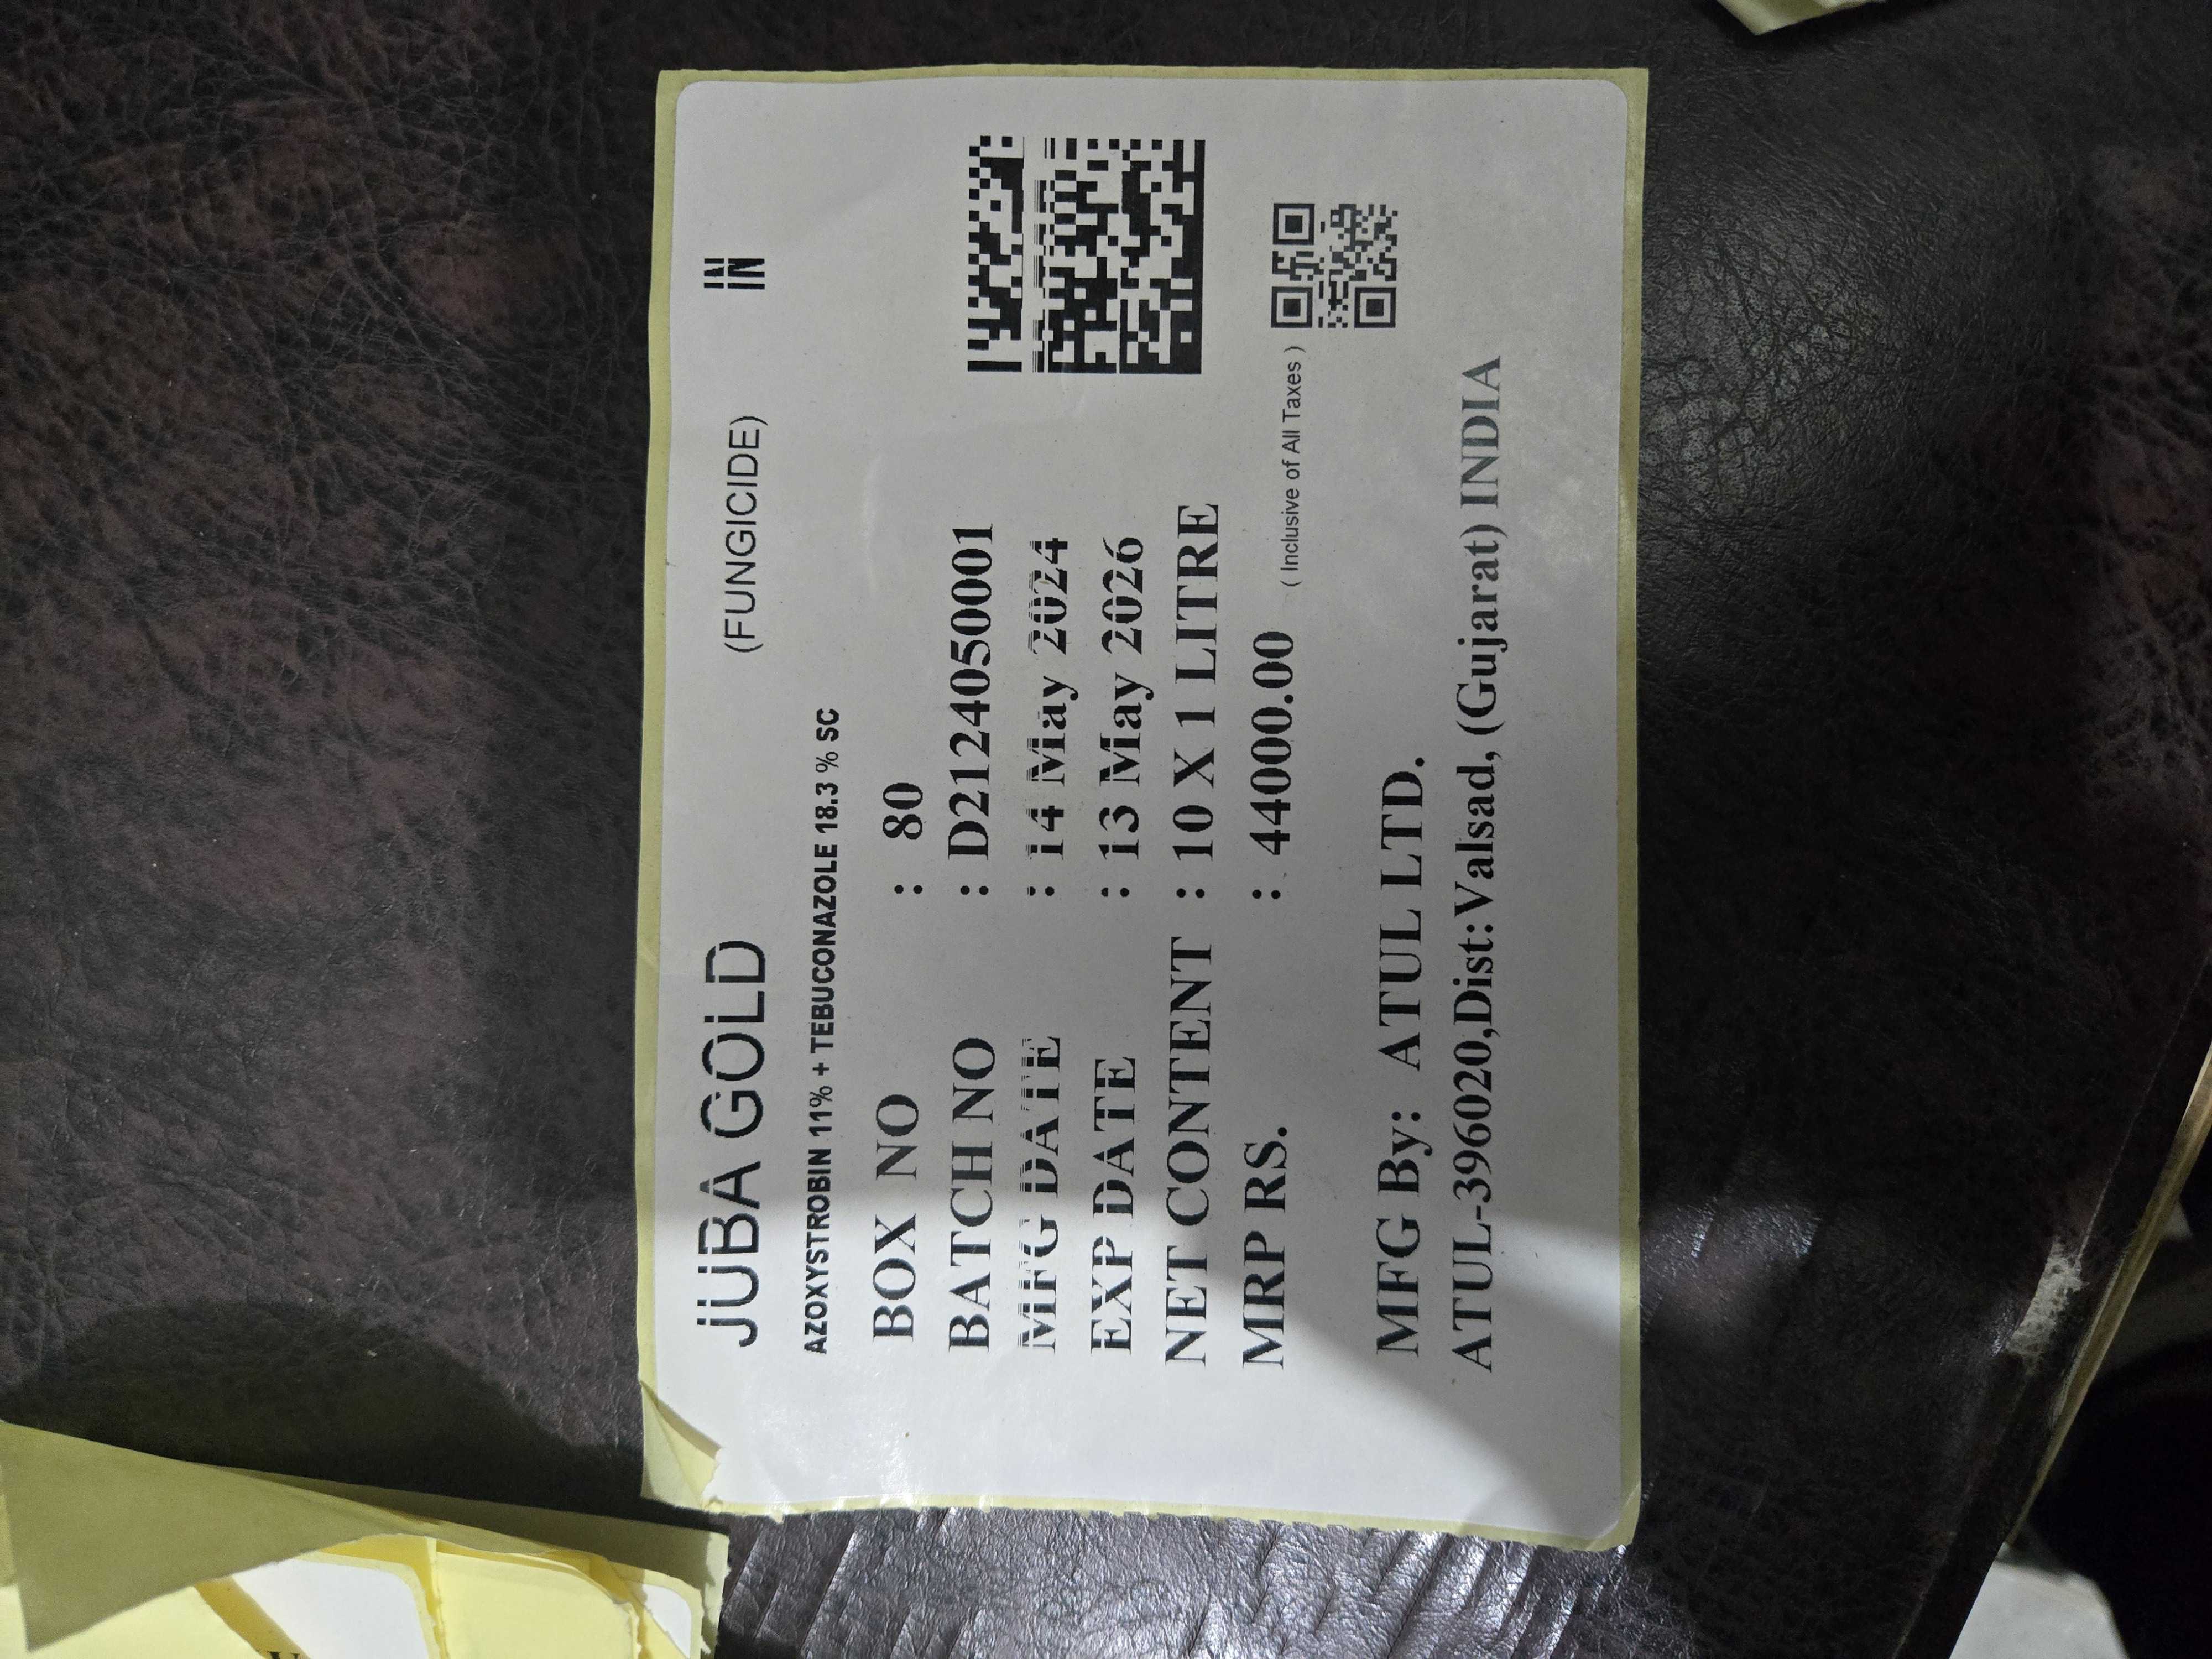 JUBA GOLD (FUNGICIDE) IN
AZOXYSTROBIN 11% + TEBUCONAZOLE 18.3 % SC
BOX NO : 80
BATCH NO : D2124050001
MFG DATE : 14 May 2024
EXP DATE : 13 May 2026
NET CONTENT : 10 X 1 LITRE
MRP RS. : 44000.00 ( Inclusive of All Taxes )
MFG By: ATUL LTD.
ATUL-396020,Dist:Valsad, (Gujarat) INDIA